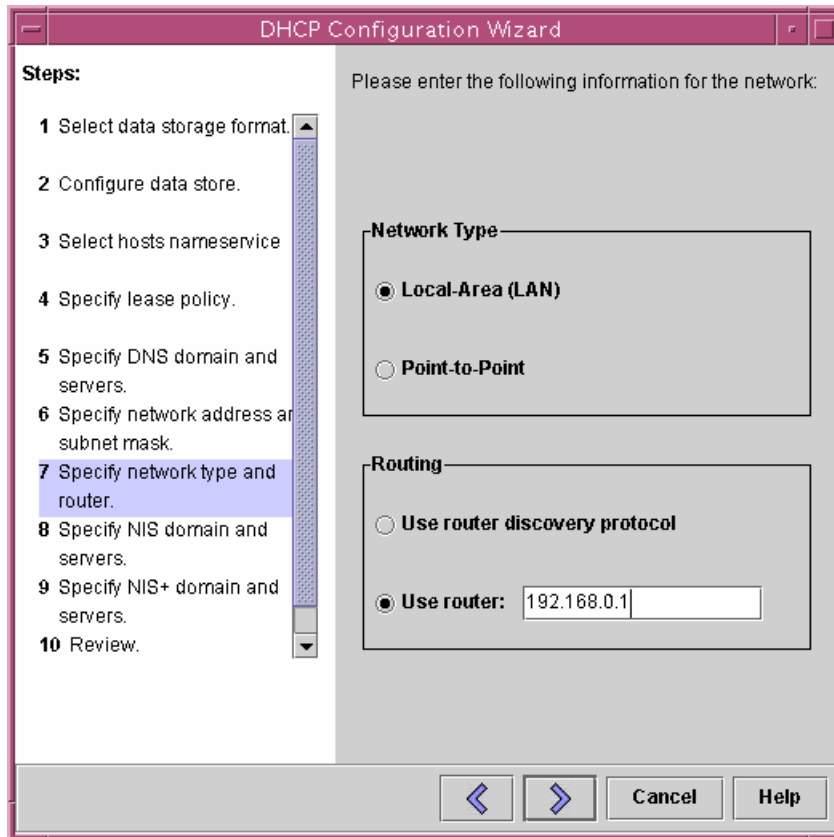 DHCP Configuration Wizard
Steps:
1 Select data storage format.
2 Configure data store.
3 Select hosts nameservice
4 Specify lease policy.
5 Specify DNS domain and
servers.
6 Specify network address ar
subnet mask.
7 Specify network type and
router.
8 Specify NIS domain and
servers.
9 Specify NIS+ domain and
servers.
10 Review.
Please enter the following information for the network:
Network Type
Local-Area (LAN)
Point-to-Point
Routing
Use router discovery protocol
Use router: 192.168.0.1
Cancel
Help